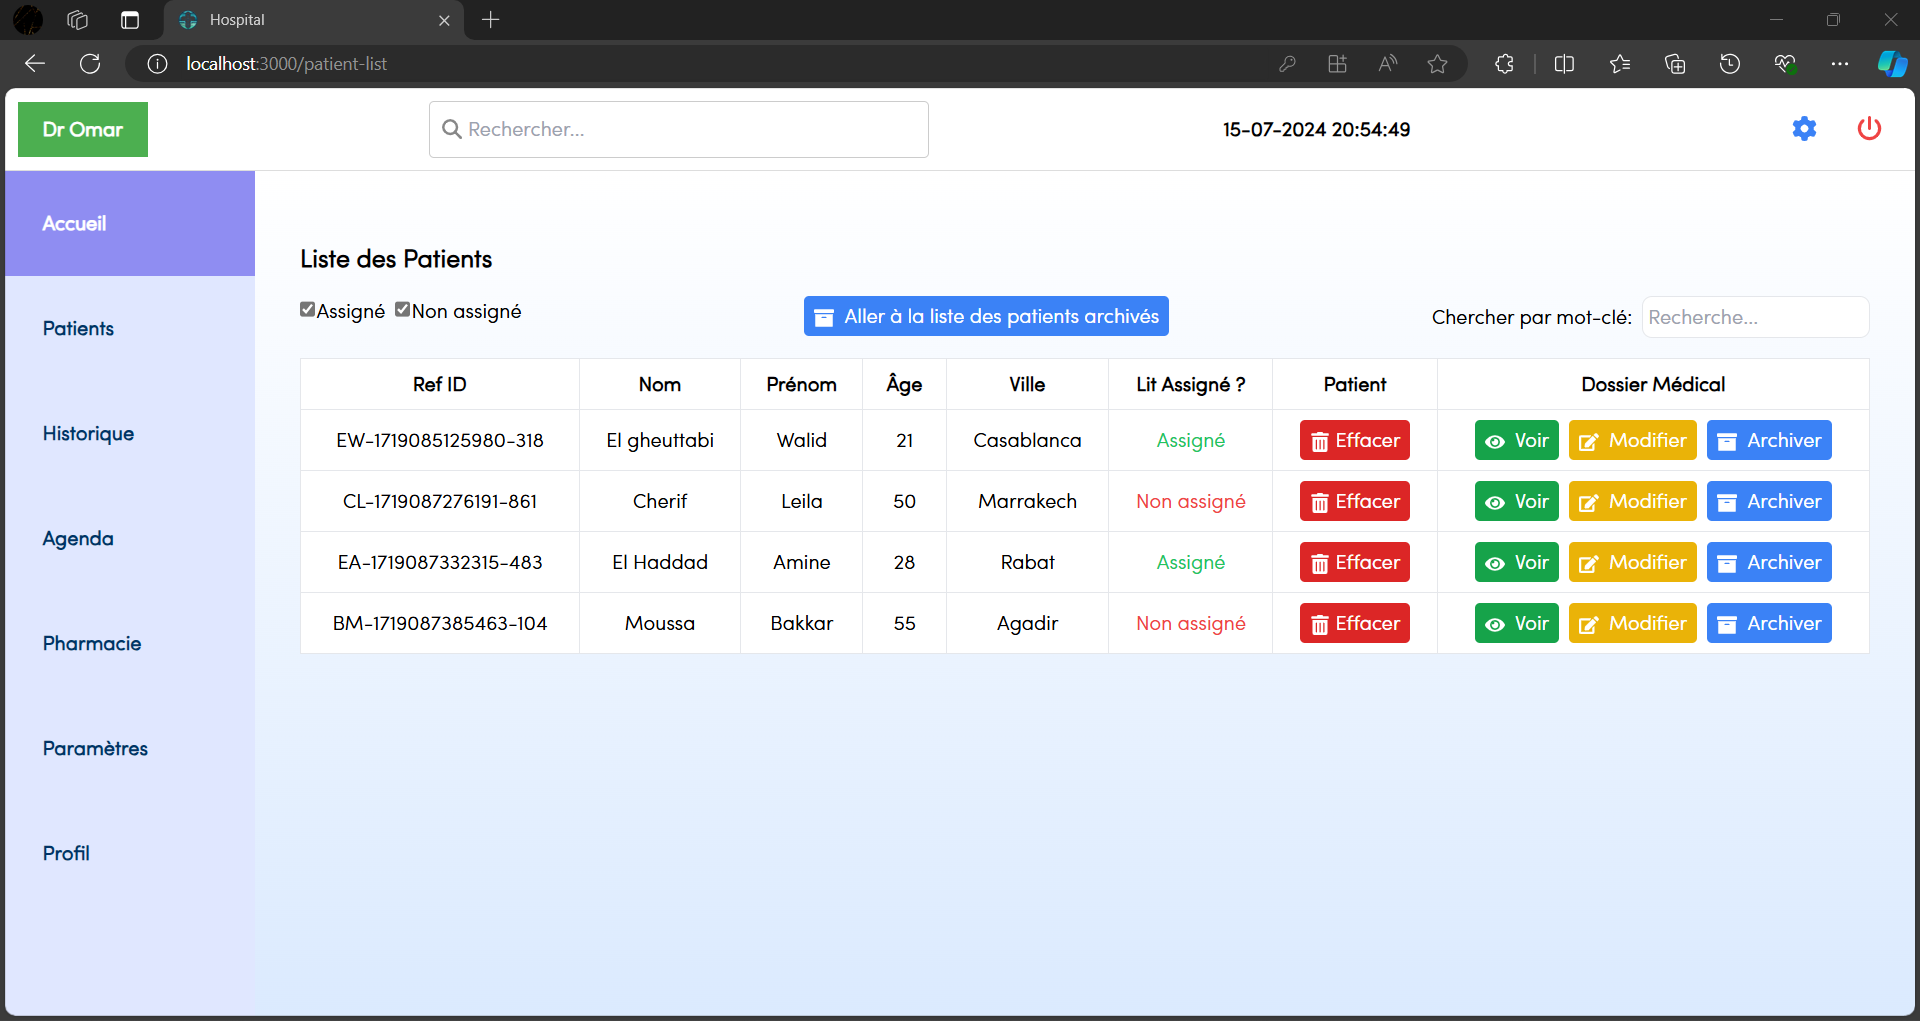 Hospital
localhost:3000/patient-list
Dr Omar
Rechercher...
15-07-2024 20:54:49
Accueil
Patients
Historique
Agenda
Pharmacie
Paramètres
Profil
Liste des Patients
Assigné Non assigné
Aller à la liste des patients archivés
Chercher par mot-clé: Recherche...
Ref ID Nom Prénom Âge Ville Lit Assigné ? Patient Dossier Médical
EW-1719085125980-318 El gheuttabi Walid 21 Casablanca Assigné Effacer Voir Modifier Archiver
CL-1719087276191-861 Cherif Leila 50 Marrakech Non assigné Effacer Voir Modifier Archiver
EA-1719087332315-483 El Haddad Amine 28 Rabat Assigné Effacer Voir Modifier Archiver
BM-1719087385463-104 Moussa Bakkar 55 Agadir Non assigné Effacer Voir Modifier Archiver